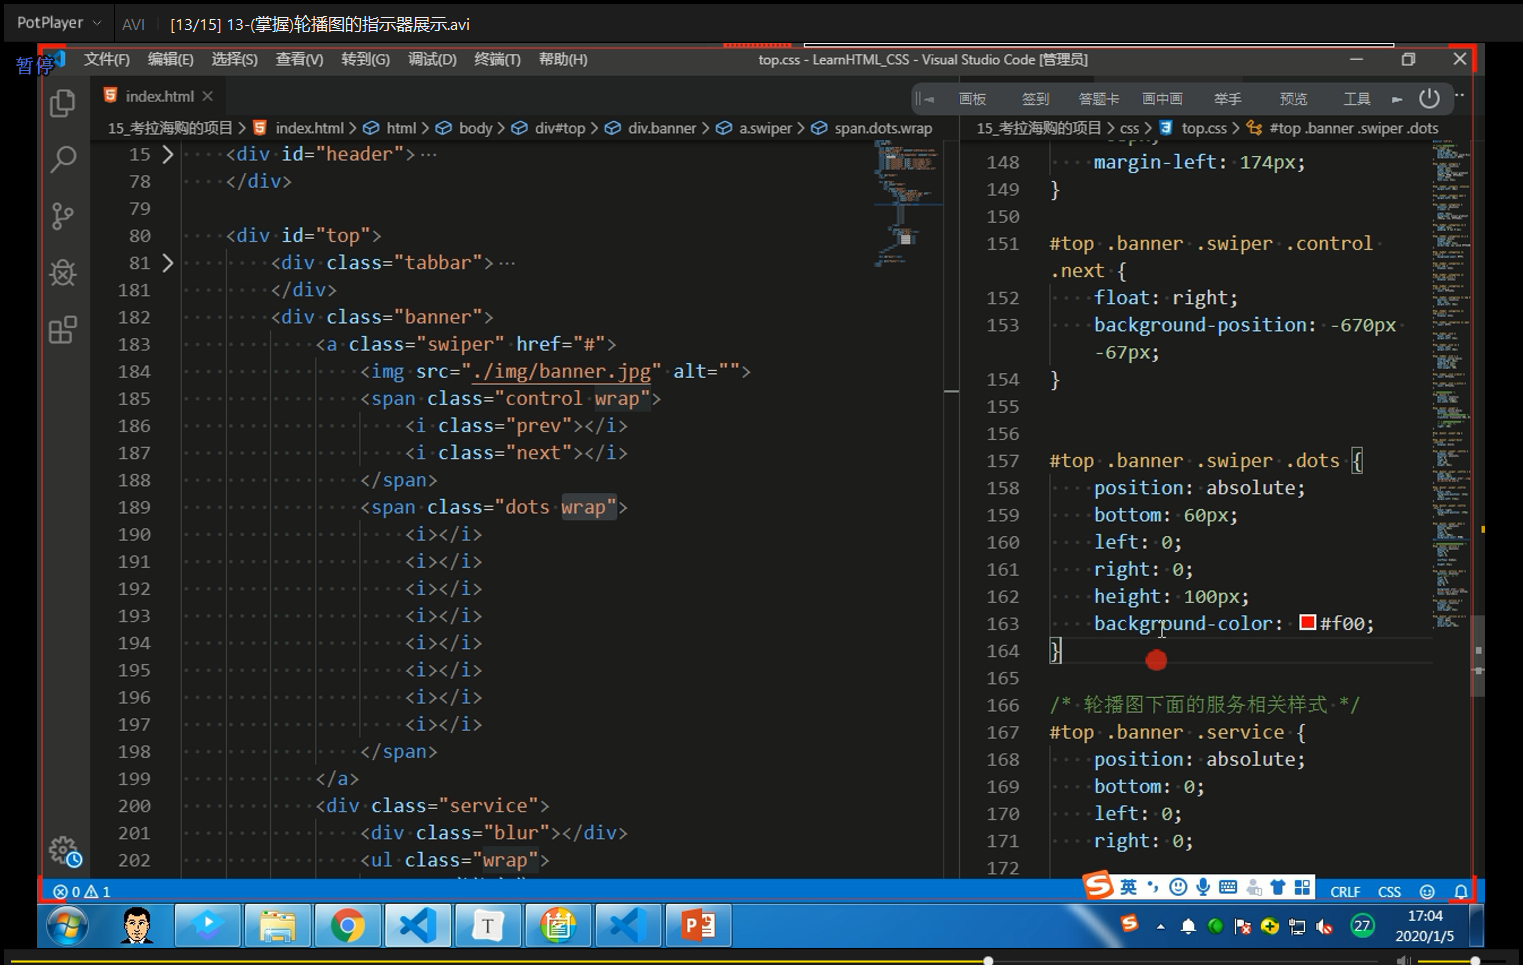 PotPlayer AVI [13/15] 13-(掌握)轮播图的指示器展示.avi
暂停
文件(F) 编辑(E) 选择(S) 查看(V) 转到(G) 调试(D) 终端(T) 帮助(H) top.css - LearnHTML_CSS - Visual Studio Code [管理员]
index.html
画板 签到 答题卡 画中画 举手 预览 工具
15_考拉海购的项目 > index.html > html > body > div#top > div.banner > a.swiper > span.dots.wrap
15 <div id="header">…
78 </div>
79
80 <div id="top">
81 <div class="tabbar">…
181 </div>
182 <div class="banner">
183 <a class="swiper" href="#">
184 <img src="./img/banner.jpg" alt="">
185 <span class="control wrap">
186 <i class="prev"></i>
187 <i class="next"></i>
188 </span>
189 <span class="dots wrap">
190 <i></i>
191 <i></i>
192 <i></i>
193 <i></i>
194 <i></i>
195 <i></i>
196 <i></i>
197 <i></i>
198 </span>
199 </a>
200 <div class="service">
201 <div class="blur"></div>
202 <ul class="wrap">
15_考拉海购的项目 > css > top.css > #top .banner .swiper .dots
148 margin-left: 174px;
149 }
150
151 #top .banner .swiper .control
.next {
152 float: right;
153 background-position: -670px
-67px;
154 }
155
156
157 #top .banner .swiper .dots {
158 position: absolute;
159 bottom: 60px;
160 left: 0;
161 right: 0;
162 height: 100px;
163 background-color: #f00;
164 }
165
166 /* 轮播图下面的服务相关样式 */
167 #top .banner .service {
168 position: absolute;
169 bottom: 0;
170 left: 0;
171 right: 0;
172
0 1
英
CRLF CSS
T
27
17:04
2020/1/5